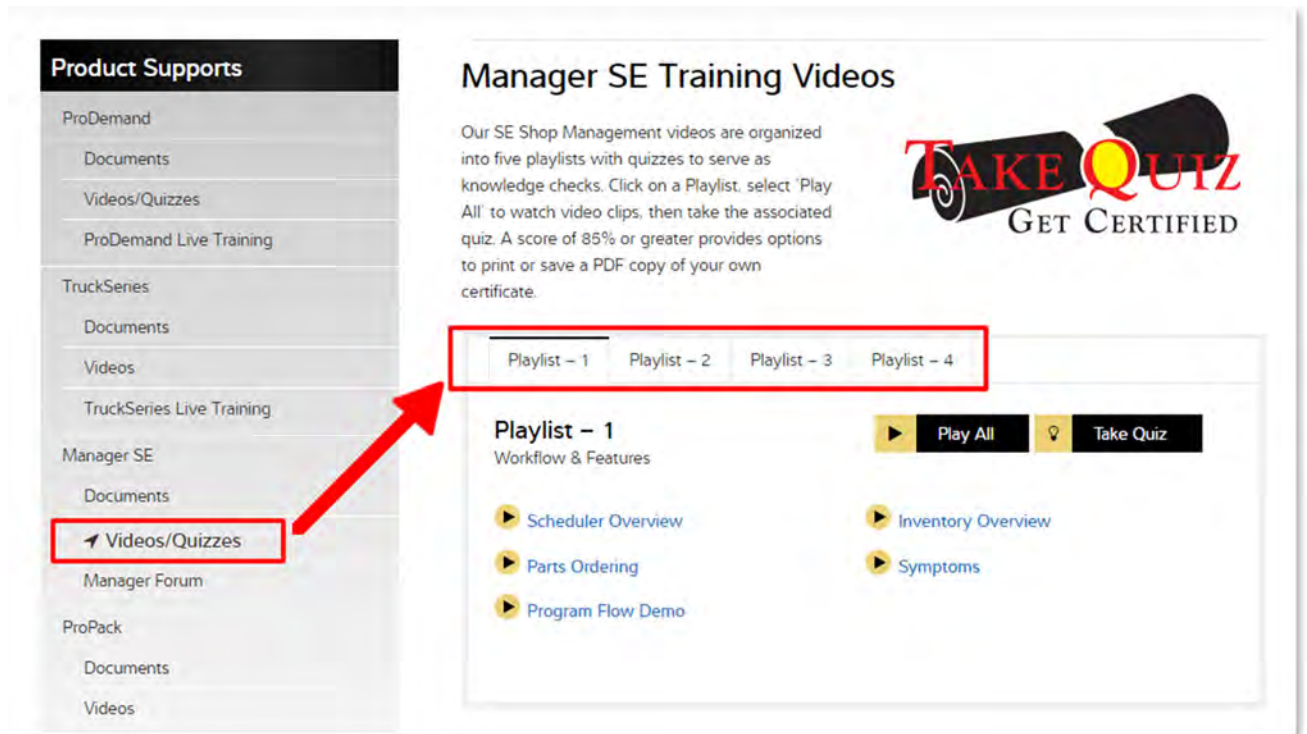 Product Supports
ProDemand
Documents
Videos/Quizzes
ProDemand Live Training
TruckSeries
Documents
Videos
TruckSeries Live Training
Manager SE
Documents
Videos/Quizzes
Manager Forum
ProPack
Documents
Videos
Manager SE Training Videos
Our SE Shop Management videos are organized
into five playlists with quizzes to serve as
knowledge checks. Click on a Playlist, select 'Play
All' to watch video clips, then take the associated
quiz. A score of 85% or greater provides options
to print or save a PDF copy of your own
certificate.
TAKE QUIZ
GET CERTIFIED
Playlist – 1 Playlist – 2 Playlist – 3 Playlist – 4
Playlist – 1
Workflow & Features
Play All Take Quiz
Scheduler Overview Inventory Overview
Parts Ordering Symptoms
Program Flow Demo